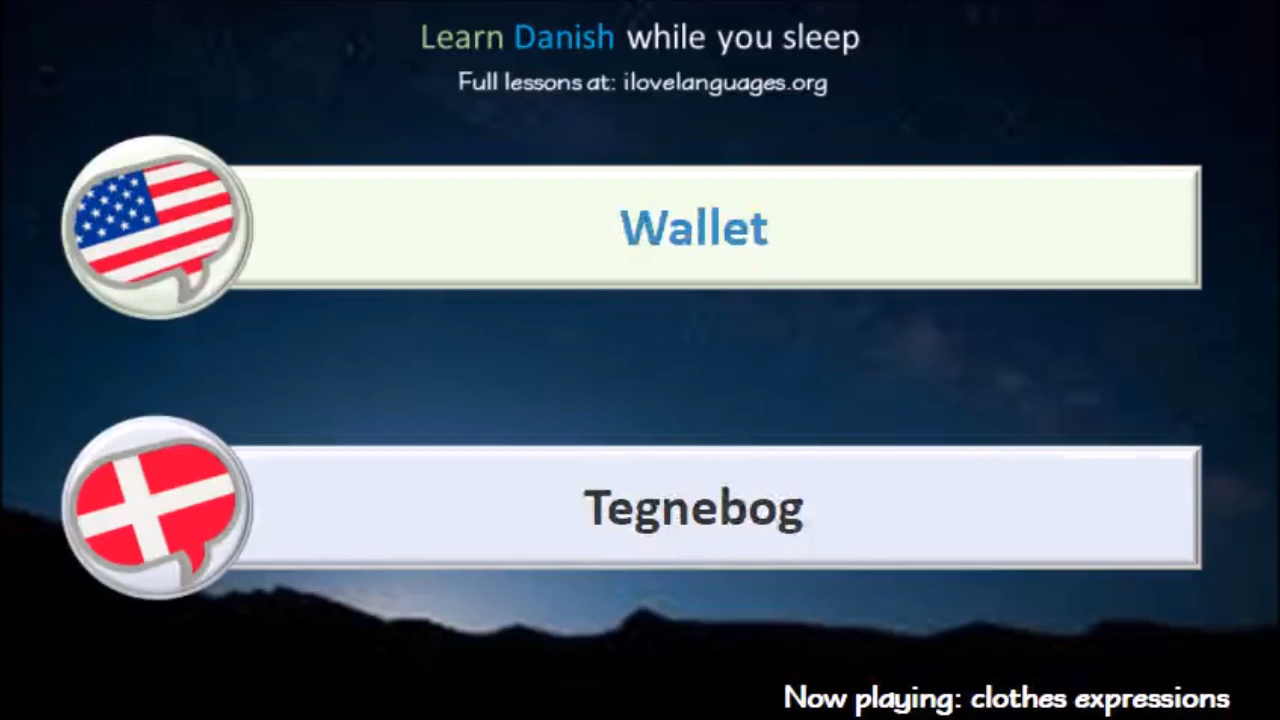 Learn Danish while you sleep
Full lessons at: ilovelanguages.org
Wallet
Tegnebog
Now playing: clothes expressions